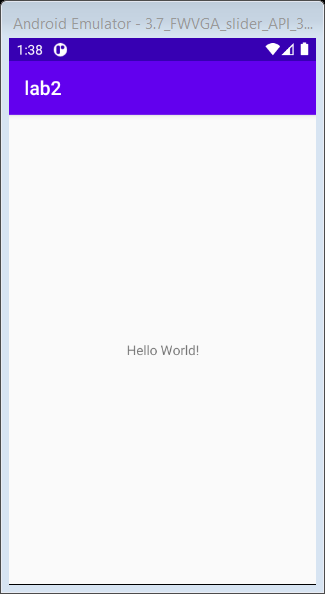 Android Emulator - 3.7_FWVGA_slider_API_3...
1:38
lab2
Hello World!